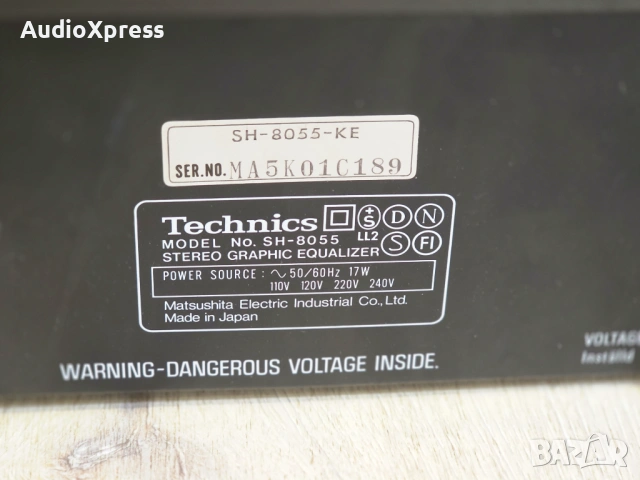 AudioXpress
SH-8055-KE
SER.NO. MA5K01C189
Technics S D N
MODEL No. SH-8055 LL2 S FI
STEREO GRAPHIC EQUALIZER
POWER SOURCE : ∿ 50/60Hz 17W
110V 120V 220V 240V
Matsushita Electric Industrial Co., Ltd.
Made in Japan
VOLTAGE
Inställd
WARNING-DANGEROUS VOLTAGE INSIDE.
BAZAR